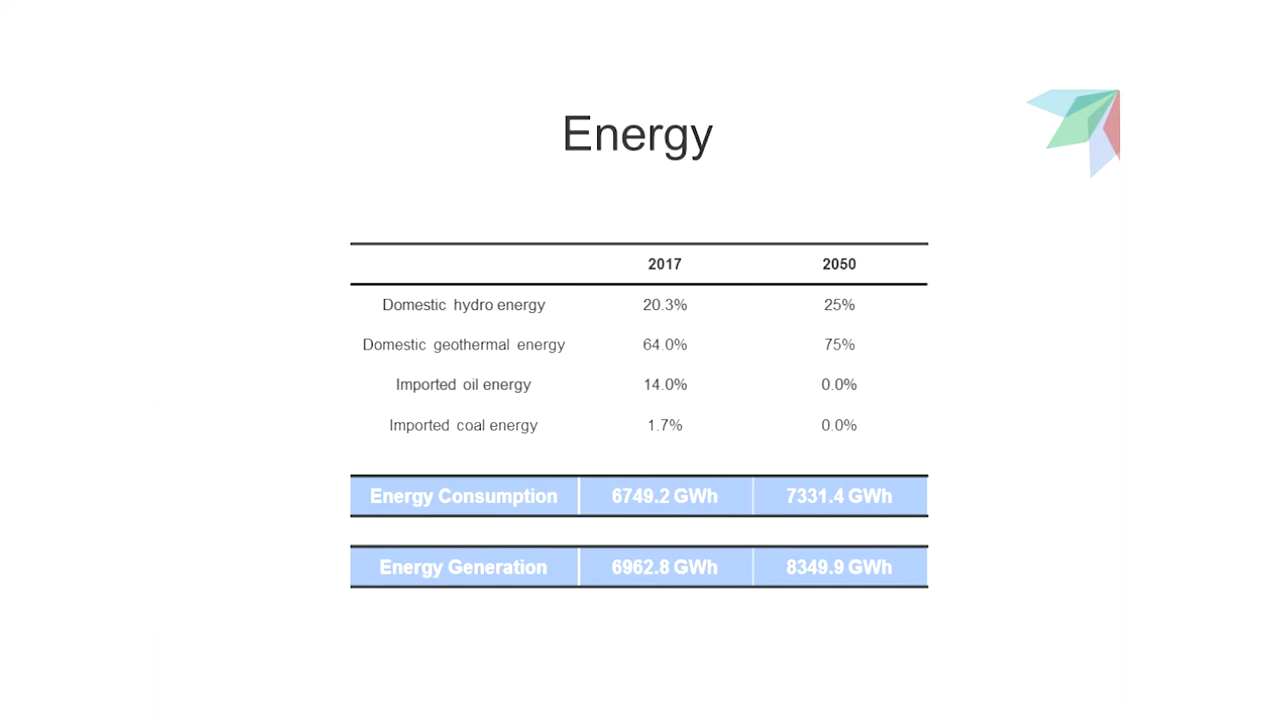 Energy
2017 2050
Domestic hydro energy 20.3% 25%
Domestic geothermal energy 64.0% 75%
Imported oil energy 14.0% 0.0%
Imported coal energy 1.7% 0.0%
Energy Consumption 6749.2 GWh 7331.4 GWh
Energy Generation 6962.8 GWh 8349.9 GWh